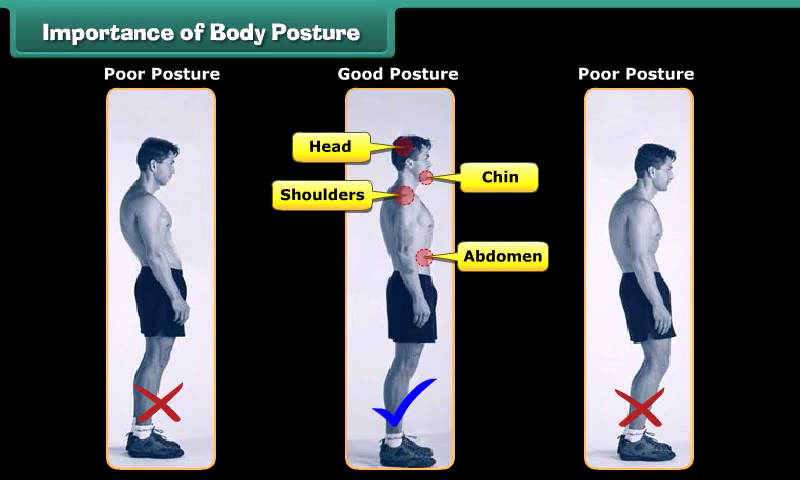 Importance of Body Posture
Poor Posture
Good Posture
Poor Posture
Head
Chin
Shoulders
Abdomen